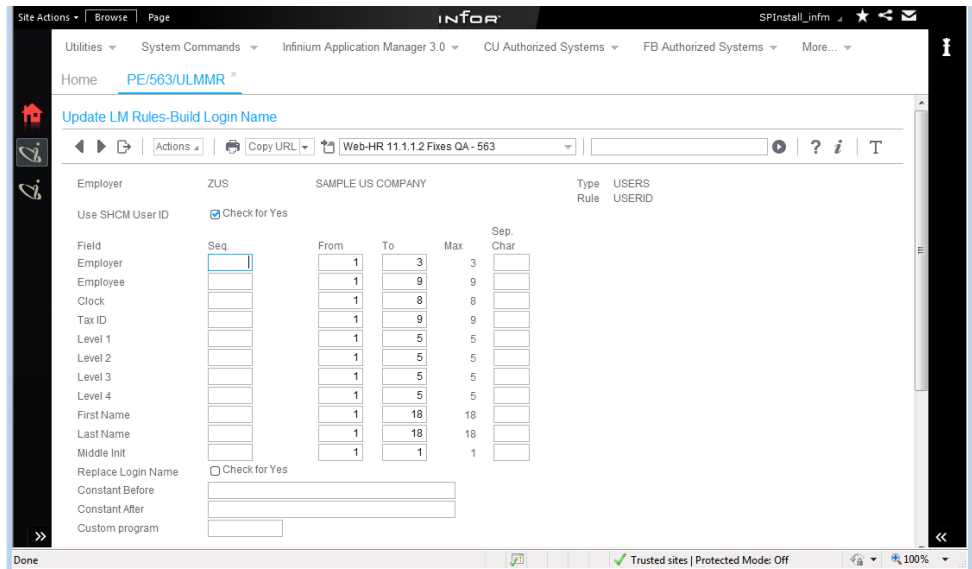 Site Actions Browse Page infor SPInstall_infm
Utilities System Commands Infinium Application Manager 3.0 CU Authorized Systems FB Authorized Systems More...
Home PE/563/ULMMR ×
Update LM Rules-Build Login Name
Actions Copy URL Web-HR 11.1.1.2 Fixes QA - 563 ? i T
Employer ZUS SAMPLE US COMPANY Type USERS
Rule USERID
Use SHCM User ID Check for Yes
Sep.
Field Seq. From To Max Char
Employer 1 3 3
Employee 1 9 9
Clock 1 8 8
Tax ID 1 9 9
Level 1 1 5 5
Level 2 1 5 5
Level 3 1 5 5
Level 4 1 5 5
First Name 1 18 18
Last Name 1 18 18
Middle Init 1 1 1
Replace Login Name Check for Yes
Constant Before
Constant After
Custom program
Done Trusted sites | Protected Mode: Off 100%